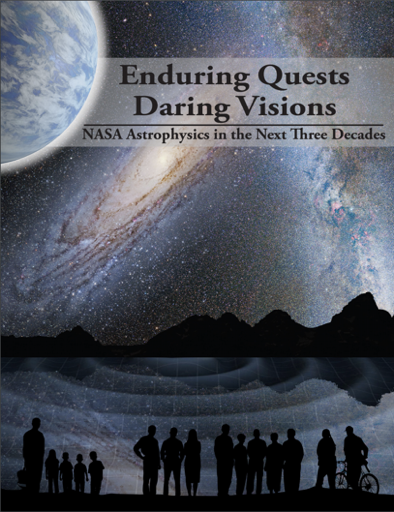 Enduring Quests
Daring Visions
NASA Astrophysics in the Next Three Decades